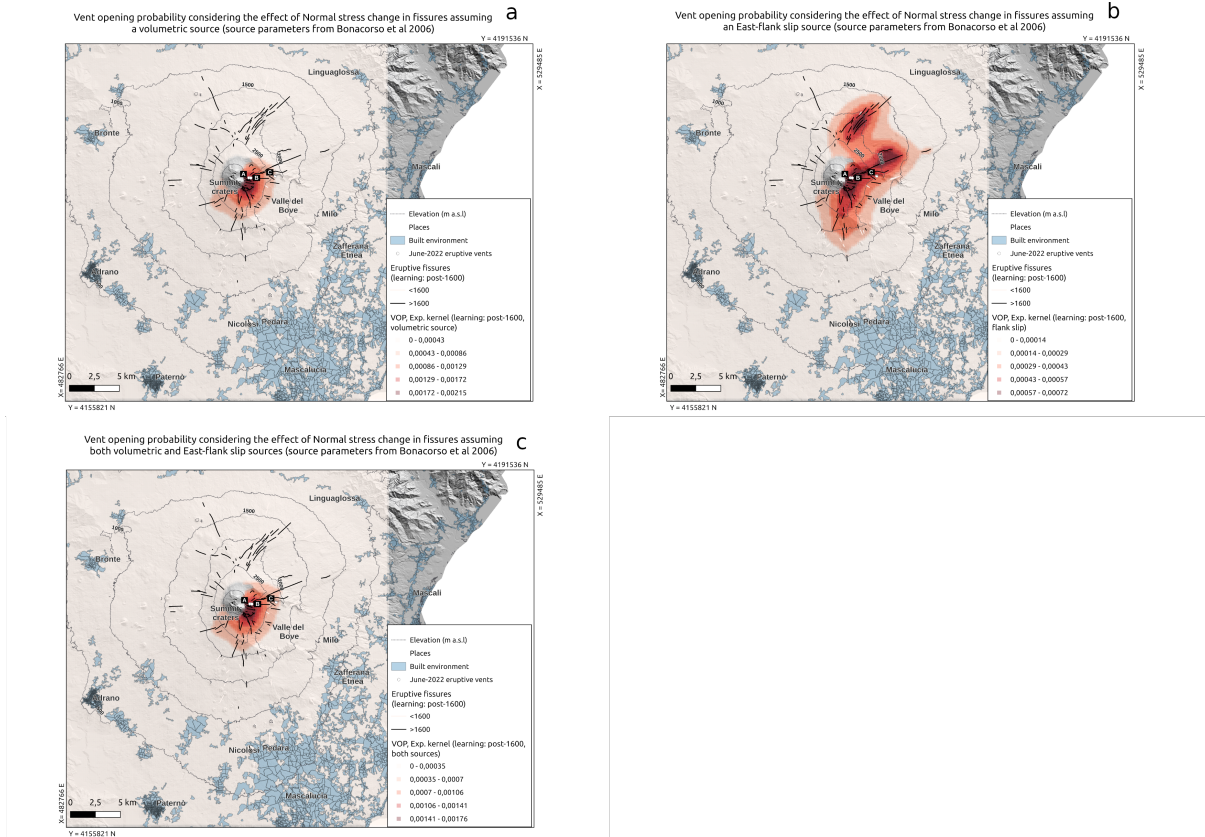 Vent opening probability considering the effect of Normal stress change in fissures assuming
a volumetric source (source parameters from Bonacorso et al 2006)
a
Y = 4191536 N
X = 529485 E
Linguaglossa
1500
1000
Bronte
2500
Mascali
A
B
C
Summit
craters
Valle del
Bove
Milo
Zafferana
Etnea
Nicolosi
Pedara
Mascalucia
Paternò
X= 482766 E
0 2,5 5 km
Y = 4155821 N
Elevation (m a.s.l)
Places
Built environment
June-2022 eruptive vents
Eruptive fissures
(learning: post-1600)
<1600
>1600
VOP, Exp. kernel (learning: post-1600,
volumetric source)
0 - 0,00043
0,00043 - 0,00086
0,00086 - 0,00129
0,00129 - 0,00172
0,00172 - 0,00215
Vent opening probability considering the effect of Normal stress change in fissures assuming
an East-flank slip source (source parameters from Bonacorso et al 2006)
b
Y = 4191536 N
X = 529485 E
Linguaglossa
1500
1000
Bronte
2500
Mascali
A
B
C
Summit
craters
Valle del
Bove
Milo
Zafferana
Etnea
Nicolosi
Pedara
Mascalucia
Paternò
X= 482766 E
0 2,5 5 km
Y = 4155821 N
Elevation (m a.s.l)
Places
Built environment
June-2022 eruptive vents
Eruptive fissures
(learning: post-1600)
<1600
>1600
VOP, Exp. kernel (learning: post-1600,
flank slip)
0 - 0,00014
0,00014 - 0,00029
0,00029 - 0,00043
0,00043 - 0,00057
0,00057 - 0,00072
Vent opening probability considering the effect of Normal stress change in fissures assuming
both volumetric and East-flank slip sources (source parameters from Bonacorso et al 2006)
c
Y = 4191536 N
X = 529485 E
Linguaglossa
1500
1000
Bronte
2500
Mascali
A
B
C
Summit
craters
Valle del
Bove
Milo
Zafferana
Etnea
Nicolosi
Pedara
Mascalucia
Paternò
X= 482766 E
0 2,5 5 km
Y = 4155821 N
Elevation (m a.s.l)
Places
Built environment
June-2022 eruptive vents
Eruptive fissures
(learning: post-1600)
<1600
>1600
VOP, Exp. kernel (learning: post-1600,
both sources)
0 - 0,00035
0,00035 - 0,0007
0,0007 - 0,00106
0,00106 - 0,00141
0,00141 - 0,00176